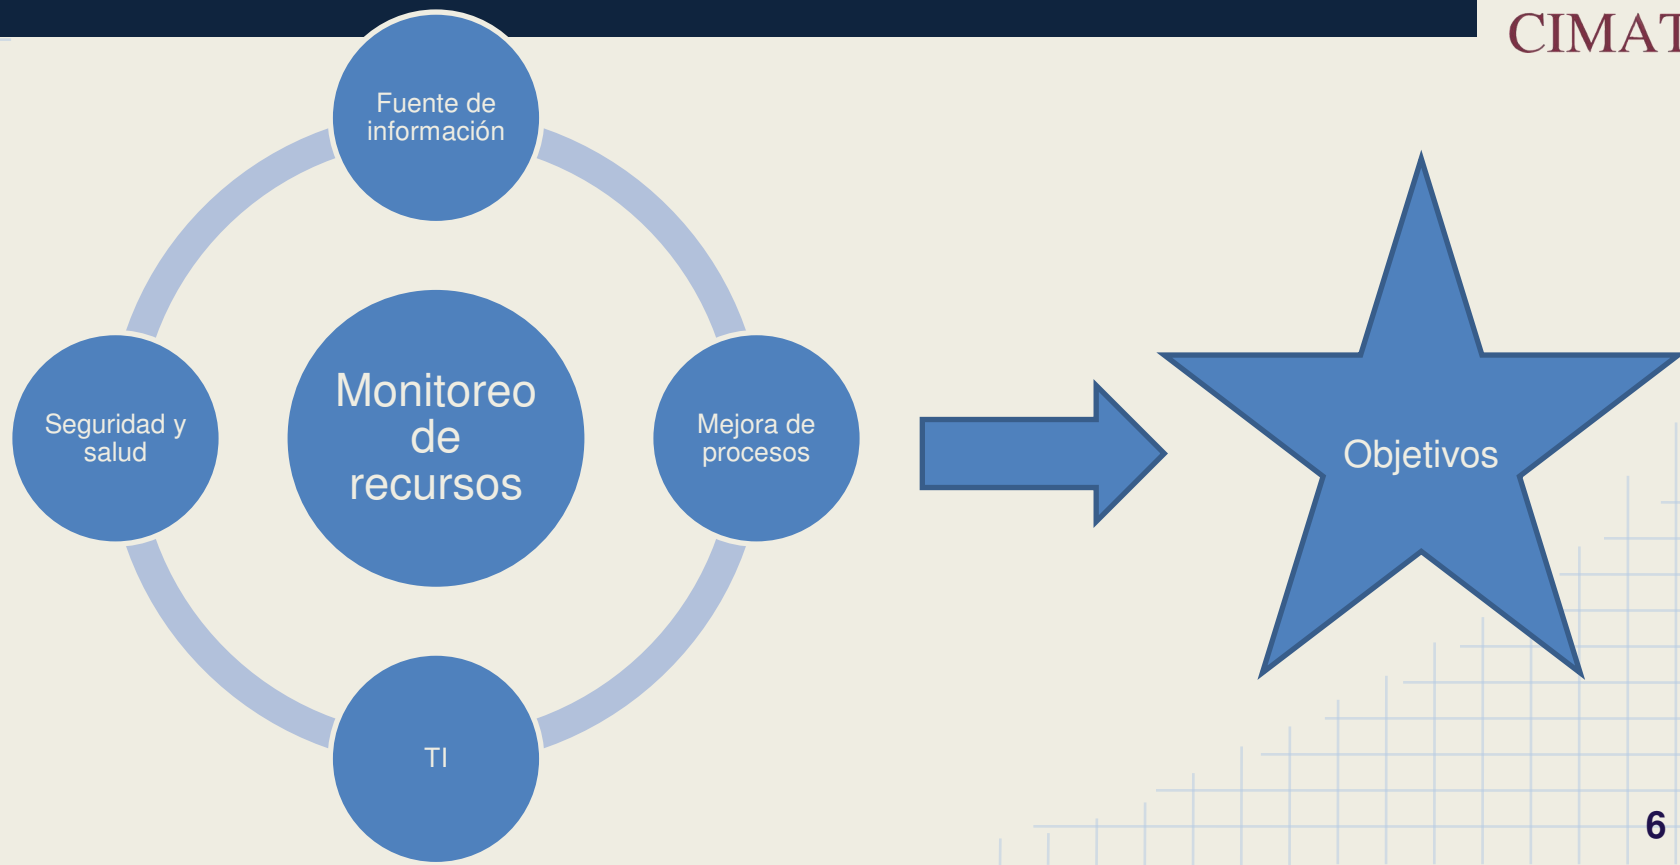 CIMAT
Fuente de
información
Seguridad y
salud
Monitoreo
de
recursos
Mejora de
procesos
Objetivos
TI
6